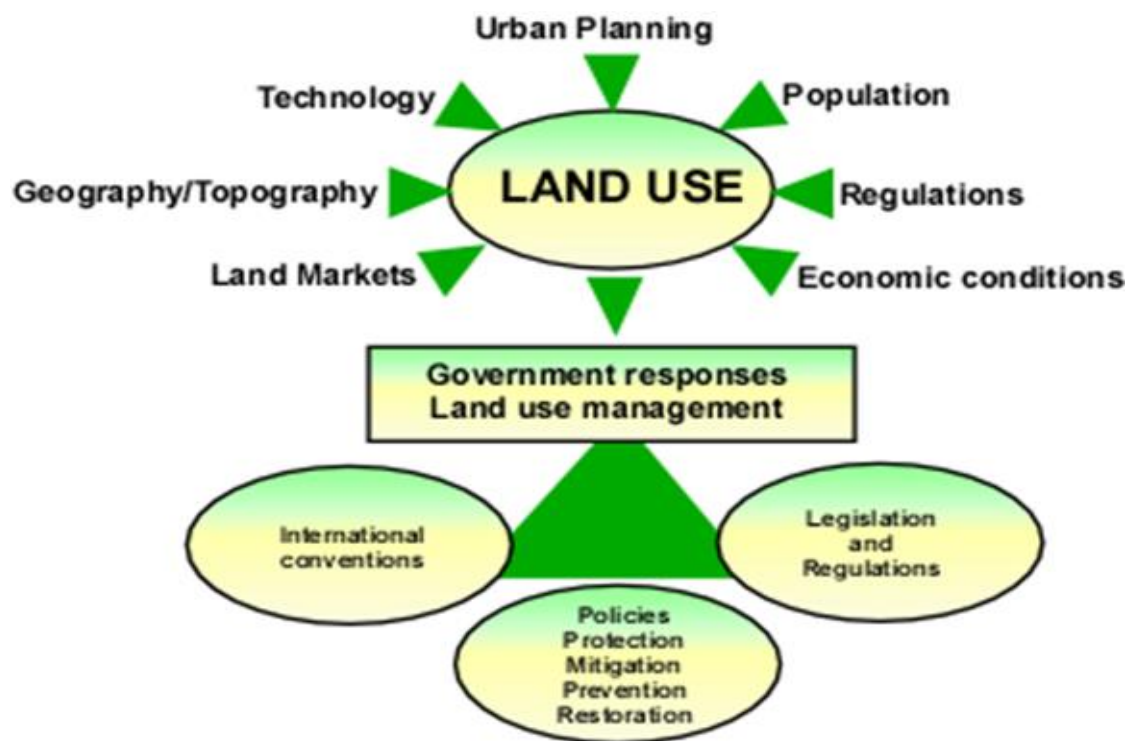 Urban Planning
Technology
Population
Geography/Topography
LAND USE
Regulations
Land Markets
Economic conditions
Government responses
Land use management
International
conventions
Legislation
and
Regulations
Policies
Protection
Mitigation
Prevention
Restoration